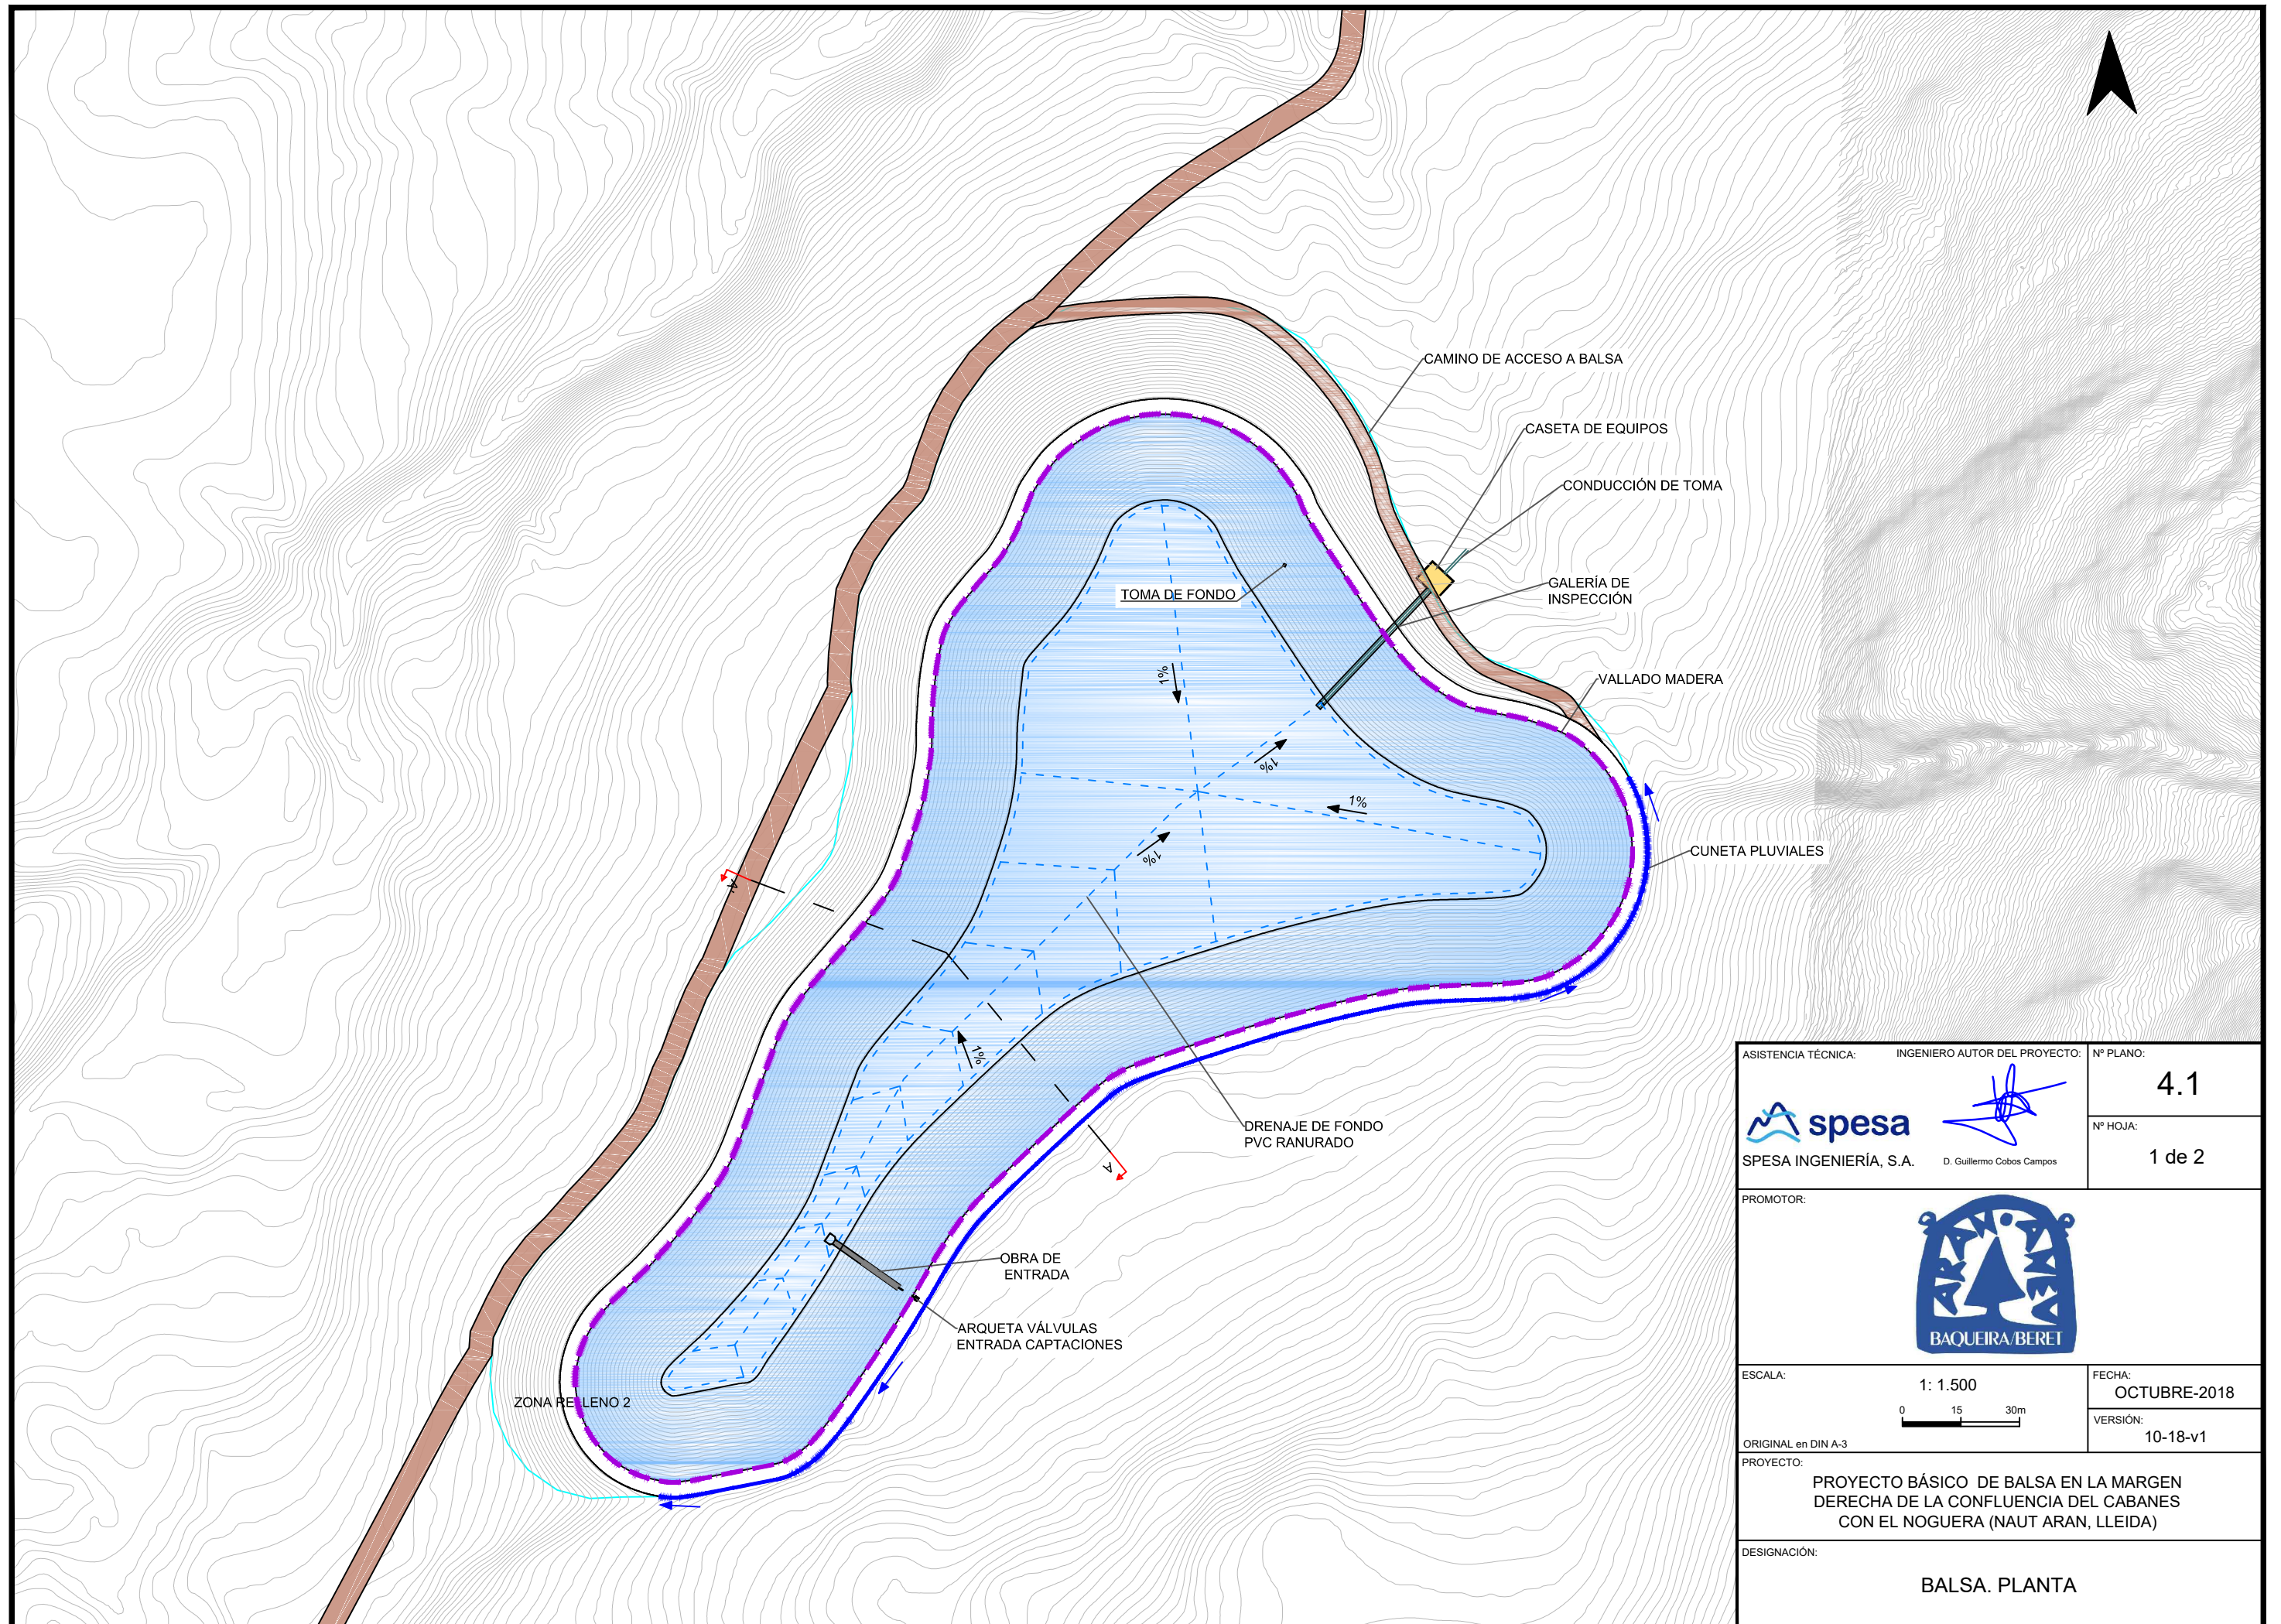 CAMINO DE ACCESO A BALSA
CASETA DE EQUIPOS
CONDUCCIÓN DE TOMA
GALERÍA DE
INSPECCIÓN
TOMA DE FONDO
VALLADO MADERA
1%
1%
1%
1%
1%
CUNETA PLUVIALES
A'
A
DRENAJE DE FONDO
PVC RANURADO
OBRA DE
ENTRADA
ARQUETA VÁLVULAS
ENTRADA CAPTACIONES
ZONA RELLENO 2
ASISTENCIA TÉCNICA:
INGENIERO AUTOR DEL PROYECTO:
Nº PLANO:
4.1
spesa
SPESA INGENIERÍA, S.A.
D. Guillermo Cobos Campos
Nº HOJA:
1 de 2
PROMOTOR:
ARAN·ANEU
BAQUEIRA/BERET
ESCALA:
1: 1.500
0 15 30m
ORIGINAL en DIN A-3
FECHA:
OCTUBRE-2018
VERSIÓN:
10-18-v1
PROYECTO:
PROYECTO BÁSICO DE BALSA EN LA MARGEN
DERECHA DE LA CONFLUENCIA DEL CABANES
CON EL NOGUERA (NAUT ARAN, LLEIDA)
DESIGNACIÓN:
BALSA. PLANTA